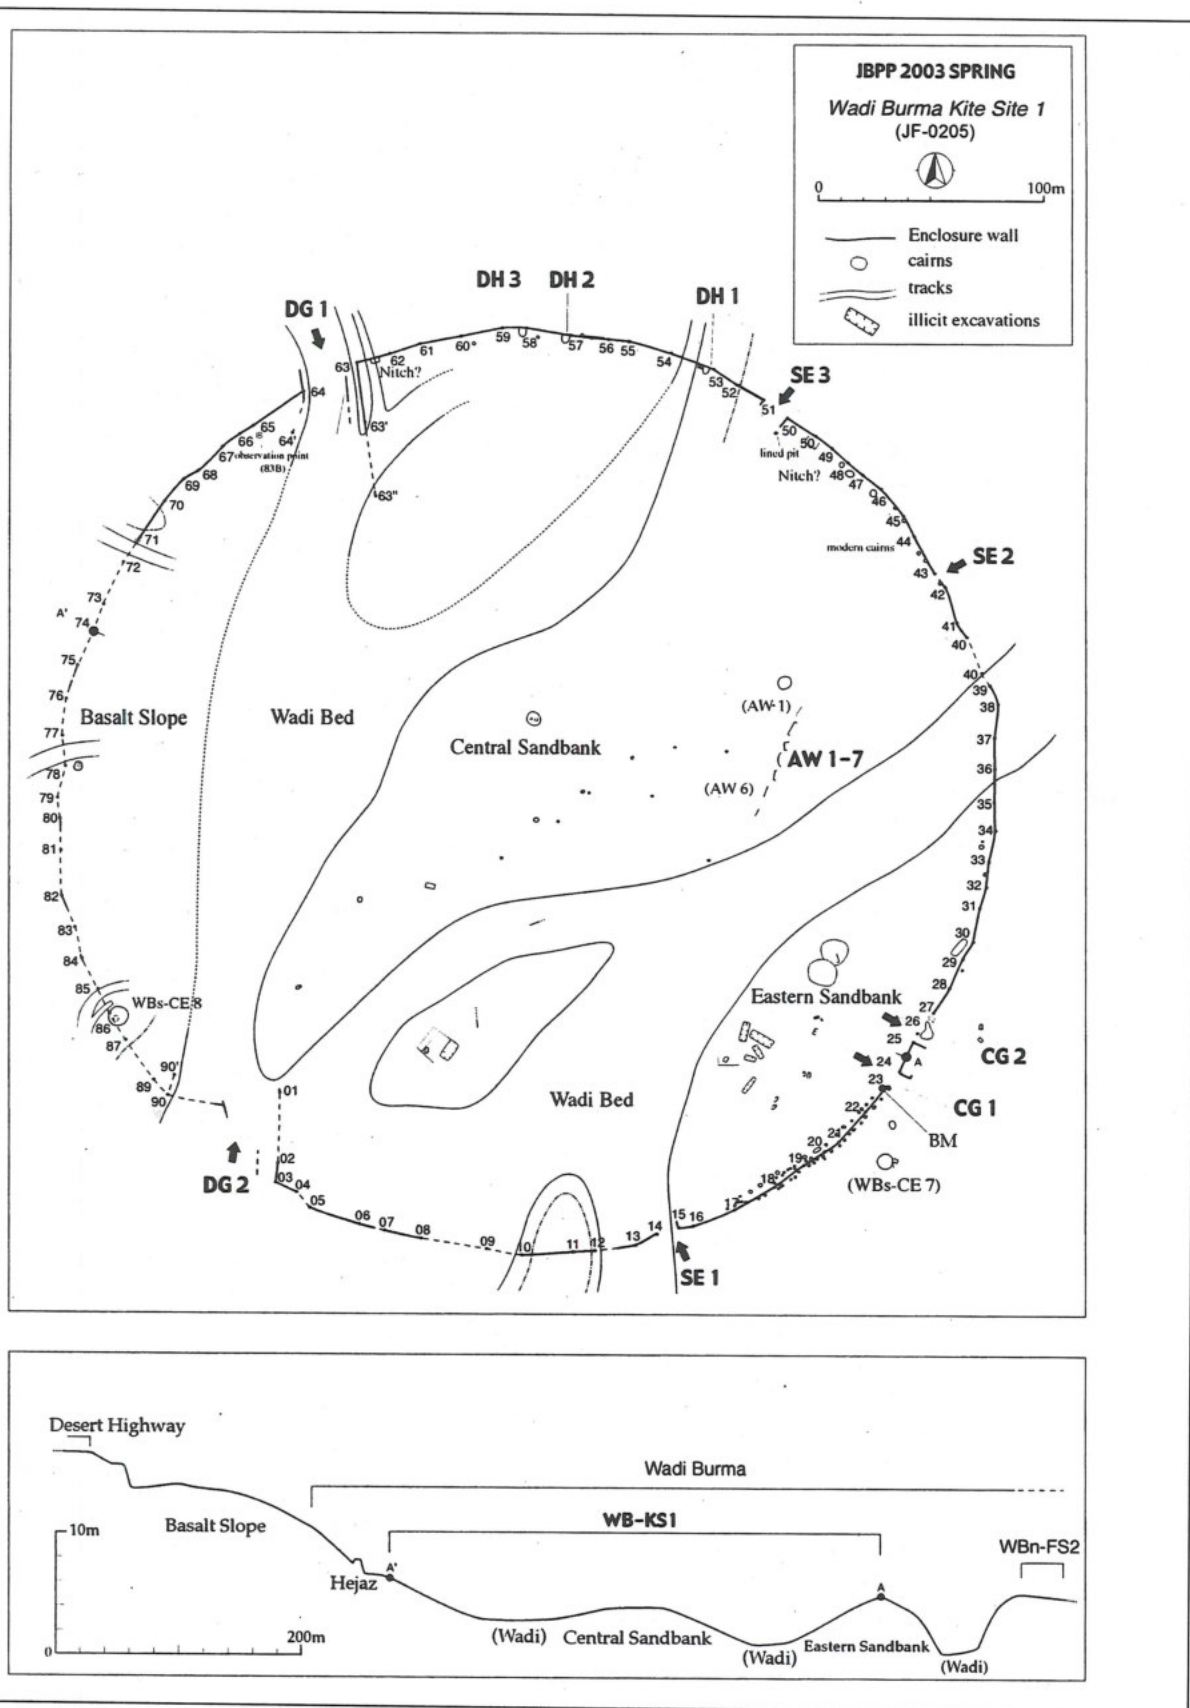 JBPP 2003 SPRING
Wadi Burma Kite Site 1
(JF-0205)
0 100m
Enclosure wall
cairns
tracks
illicit excavations
DH 3 DH 2
DH 1
DG 1
SE 3
59 58 57 56 55
60 61 62 63
54
53
52
51
Nitch?
64
63'
50
65
66 64'
lined pit
50
67 observation point
(83B)
49
68
48
Nitch?
47
69
63"
46
70
45
71
44
modern cairns
72
43
SE 2
42
73
A'
74
41
40
75
40
39
76
(AW-1)
38
Basalt Slope
Wadi Bed
77
Central Sandbank
37
AW 1-7
78
36
(AW 6)
79
35
80
34
81
33
82
32
31
83
30
84
29
85
WBs-CE 8
Eastern Sandbank
28
27
86
26
87
25
CG 2
A
24
90'
89
23
01
90
Wadi Bed
22
CG 1
21
BM
20
02
19
DG 2
03
18
(WBs-CE 7)
04
17
05
06 07 08
15 16
14
09
13
10 11 12
SE 1
Desert Highway
Wadi Burma
Basalt Slope
10m
WB-KS1
WBn-FS2
A'
A
Hejaz
200m
(Wadi)
Central Sandbank
(Wadi)
Eastern Sandbank
(Wadi)
0